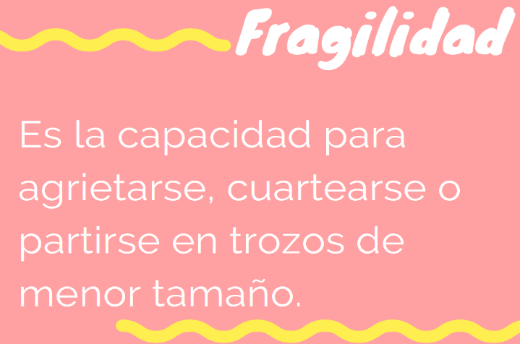 Fragilidad
Es la capacidad para
agrietarse, cuartearse o
partirse en trozos de
menor tamaño.